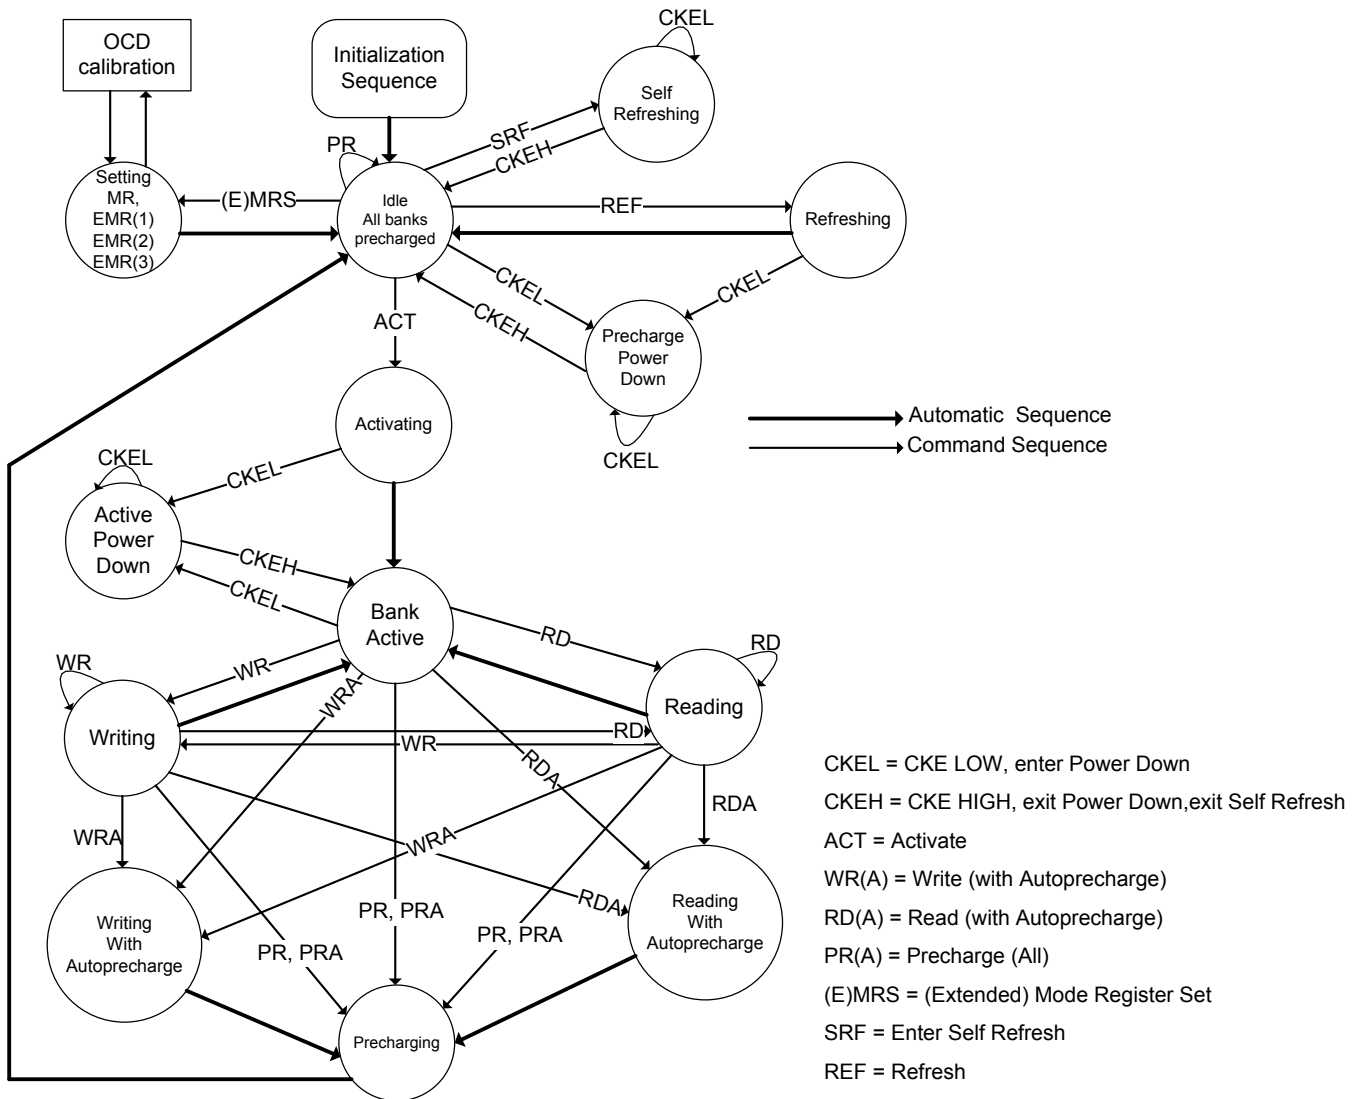 OCD
calibration
Initialization
Sequence
CKEL
Self
Refreshing
SRF
CKEH
PR
Setting
MR,
EMR(1)
EMR(2)
EMR(3)
(E)MRS
Idle
All banks
precharged
REF
Refreshing
CKEL
CKEH
CKEL
ACT
Precharge
Power
Down
CKEL
Activating
Automatic Sequence
Command Sequence
CKEL
CKEL
Active
Power
Down
CKEH
CKEL
Bank
Active
RD
RD
WR
WR
WRA
Reading
Writing
RD
WR
RDA
RDA
WRA
WRA
RDA
PR, PRA
PR, PRA
PR, PRA
Writing
With
Autoprecharge
Reading
With
Autoprecharge
Precharging
CKEL = CKE LOW, enter Power Down
CKEH = CKE HIGH, exit Power Down,exit Self Refresh
ACT = Activate
WR(A) = Write (with Autoprecharge)
RD(A) = Read (with Autoprecharge)
PR(A) = Precharge (All)
(E)MRS = (Extended) Mode Register Set
SRF = Enter Self Refresh
REF = Refresh